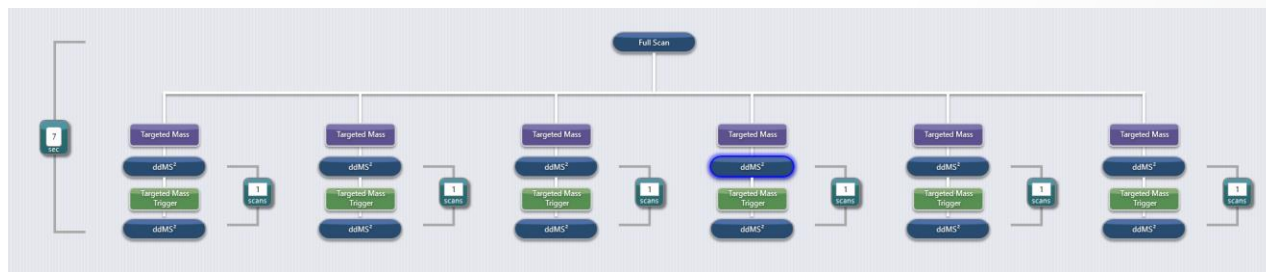 Full Scan
Targeted Mass Targeted Mass Targeted Mass Targeted Mass Targeted Mass Targeted Mass
7
sec
ddMS² ddMS² ddMS² ddMS² ddMS² ddMS²
Targeted Mass Targeted Mass Targeted Mass Targeted Mass Targeted Mass Targeted Mass
Trigger Trigger Trigger Trigger Trigger Trigger
1 1 1 1 1 1
scans scans scans scans scans scans
ddMS² ddMS² ddMS² ddMS² ddMS² ddMS²